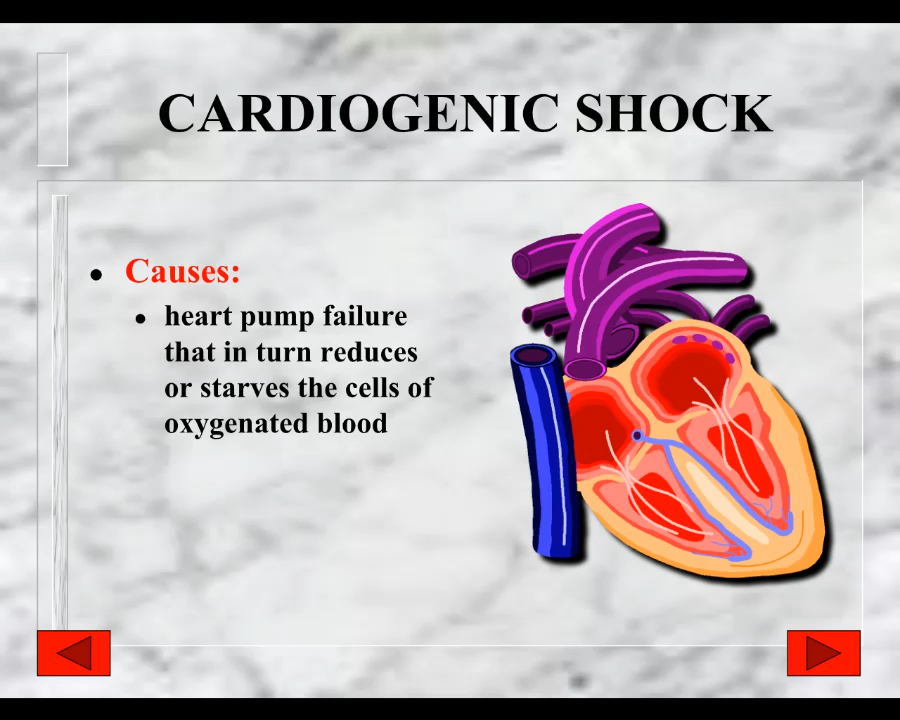 CARDIOGENIC SHOCK
Causes:
heart pump failure
that in turn reduces
or starves the cells of
oxygenated blood